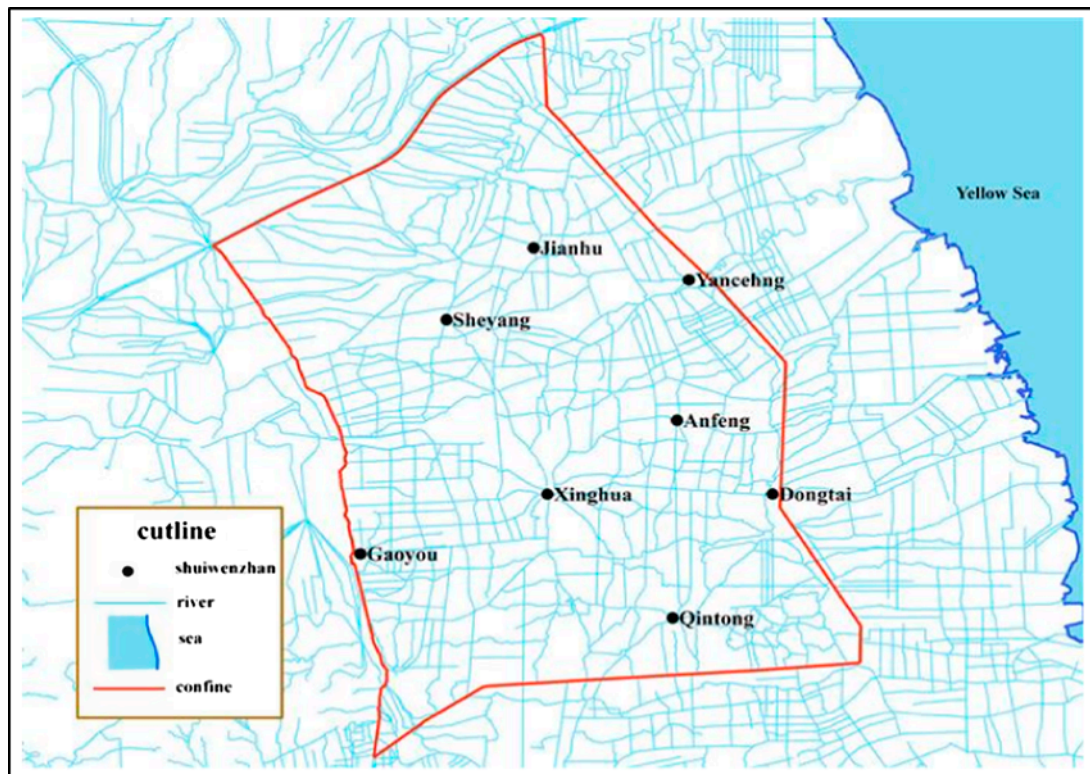 Yellow Sea
Jianhu
Yancehng
Sheyang
Anfeng
Xinghua
Dongtai
Gaoyou
Qintong
cutline
shuiwenzhan
river
sea
confine